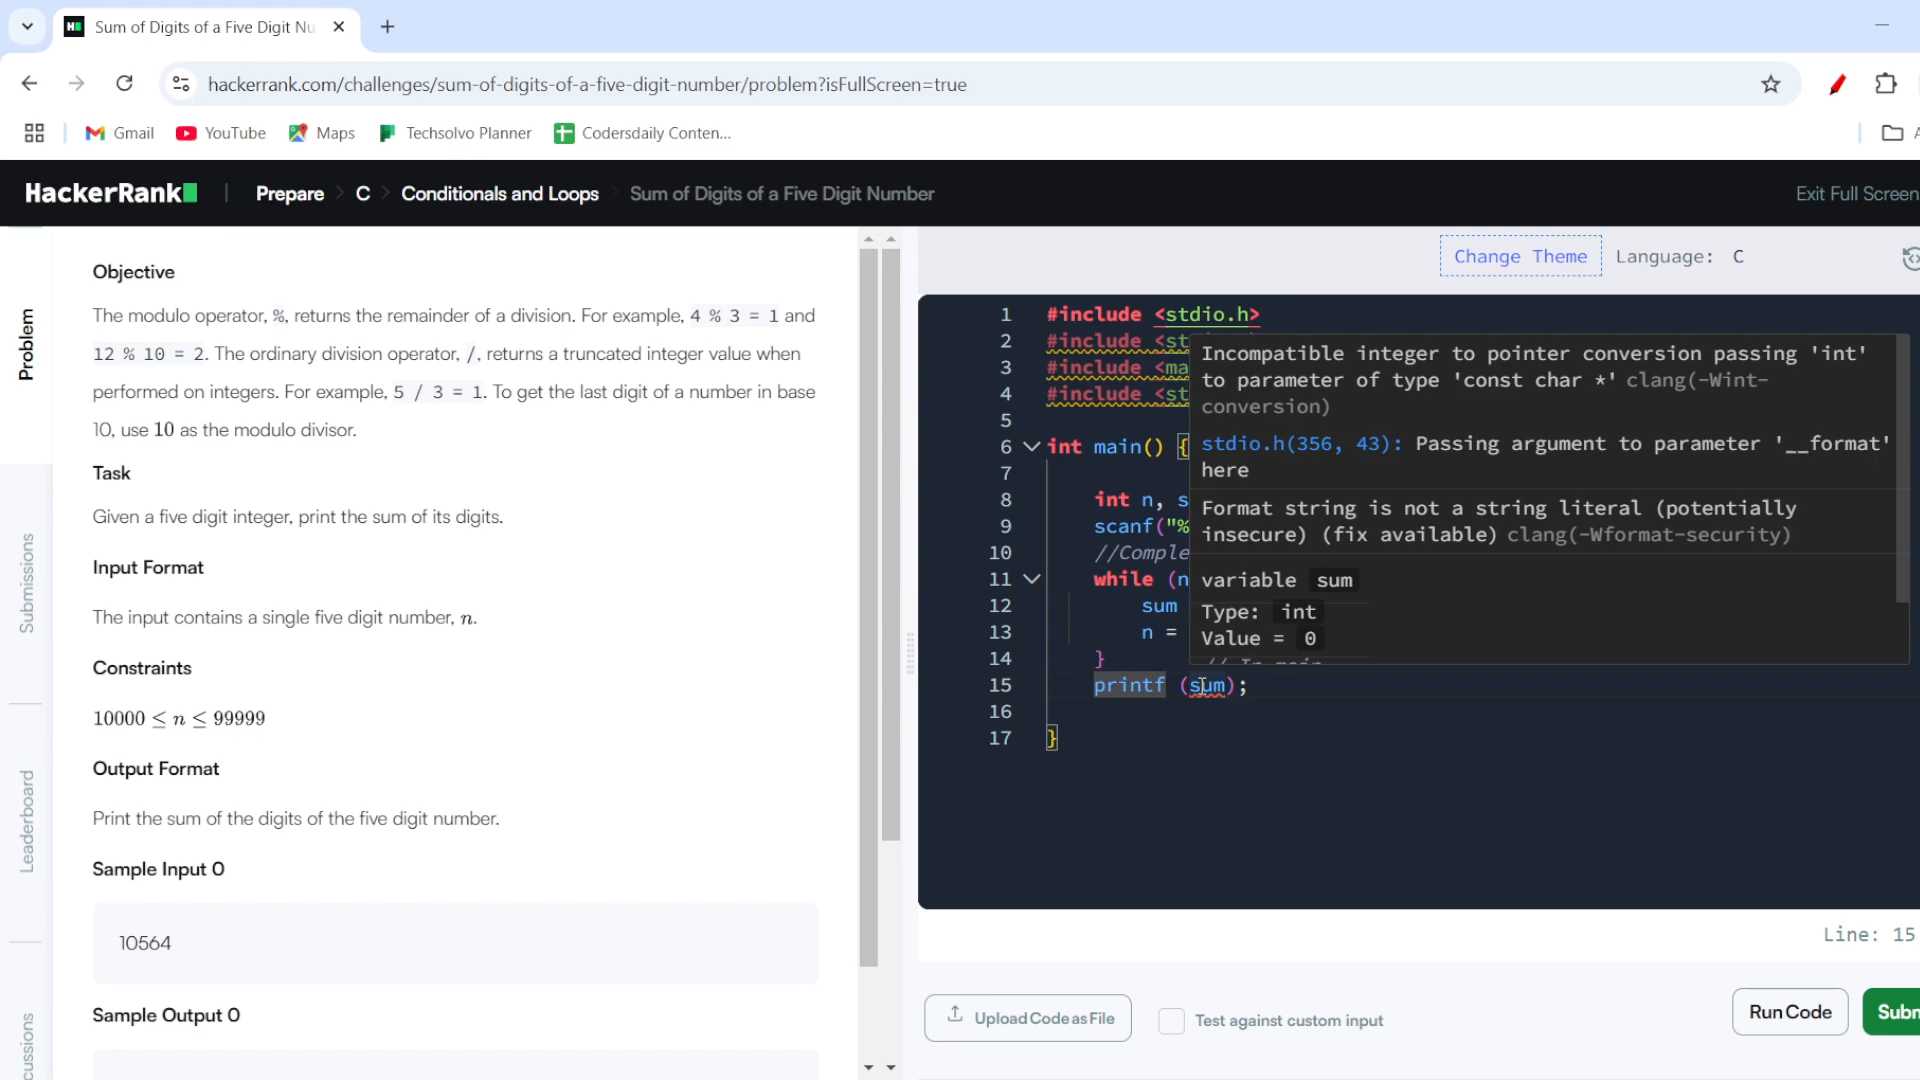 Sum of Digits of a Five Digit Nu
hackerrank.com/challenges/sum-of-digits-of-a-five-digit-number/problem?isFullScreen=true
Gmail YouTube Maps Techsolvo Planner Codersdaily Conten...
HackerRank | Prepare > C > Conditionals and Loops > Sum of Digits of a Five Digit Number Exit Full Screen
Problem
Submissions
Leaderboard
cussions
Objective
The modulo operator, %, returns the remainder of a division. For example, 4 % 3 = 1 and
12 % 10 = 2. The ordinary division operator, /, returns a truncated integer value when
performed on integers. For example, 5 / 3 = 1. To get the last digit of a number in base
10, use 10 as the modulo divisor.
Task
Given a five digit integer, print the sum of its digits.
Input Format
The input contains a single five digit number, n.
Constraints
10000 ≤ n ≤ 99999
Output Format
Print the sum of the digits of the five digit number.
Sample Input 0
10564
Sample Output 0
Change Theme Language: C
1 #include <stdio.h>
2 #include <st
3 #include <ma
4 #include <st
5
6 int main() {
7
8 int n, s
9 scanf("%
10 //Comple
11 while (n
12 sum
13 n =
14 }
15 printf (sum);
16
17 }
Incompatible integer to pointer conversion passing 'int'
to parameter of type 'const char *' clang(-Wint-
conversion)
stdio.h(356, 43): Passing argument to parameter '__format'
here
Format string is not a string literal (potentially
insecure) (fix available) clang(-Wformat-security)
variable sum
Type: int
Value = 0
// In main
Line: 15
Upload Code as File Test against custom input Run Code Subm